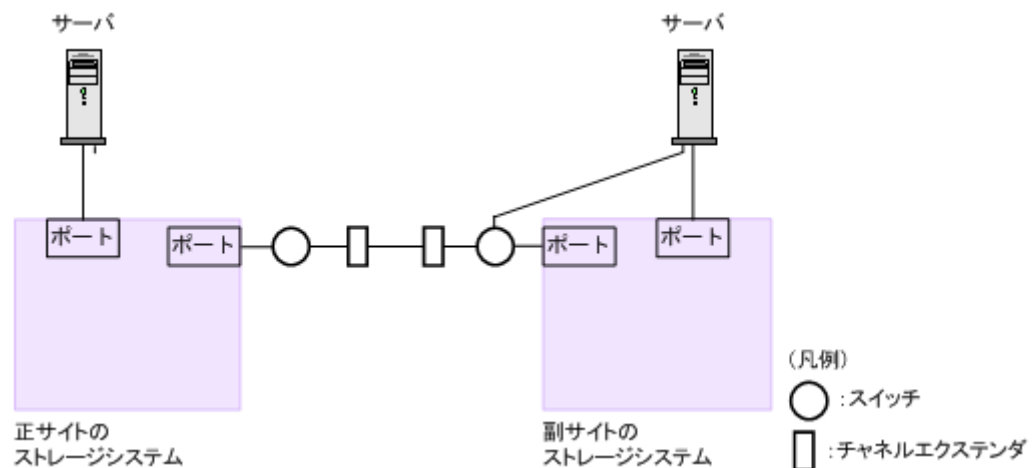 サーバ
サーバ
ポート
ポート
ポート
ポート
正サイトの
ストレージシステム
副サイトの
ストレージシステム
(凡例)
:スイッチ
:チャネルエクステンダ